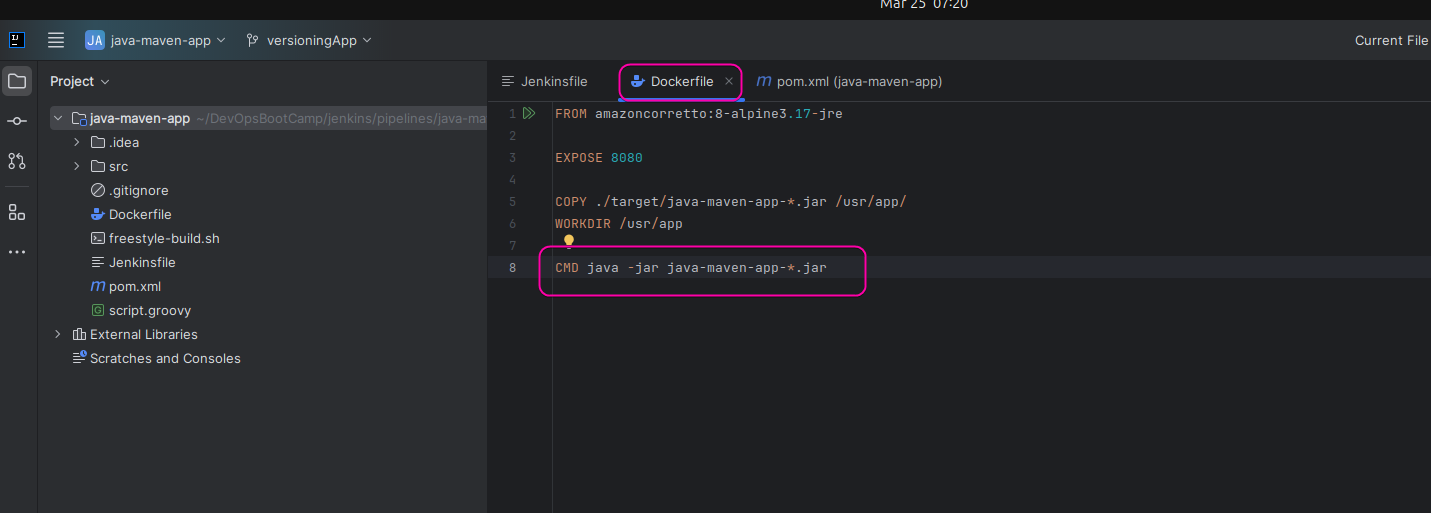 Mar 25 07:20
IJ
JA java-maven-app versioningApp
Current File
Project
Jenkinsfile
Dockerfile ×
m pom.xml (java-maven-app)
java-maven-app ~/DevOpsBootCamp/jenkins/pipelines/java-ma
.idea
src
.gitignore
Dockerfile
freestyle-build.sh
Jenkinsfile
m pom.xml
G script.groovy
External Libraries
Scratches and Consoles
1 FROM amazoncorretto:8-alpine3.17-jre
2
3 EXPOSE 8080
4
5 COPY ./target/java-maven-app-*.jar /usr/app/
6 WORKDIR /usr/app
7
8 CMD java -jar java-maven-app-*.jar